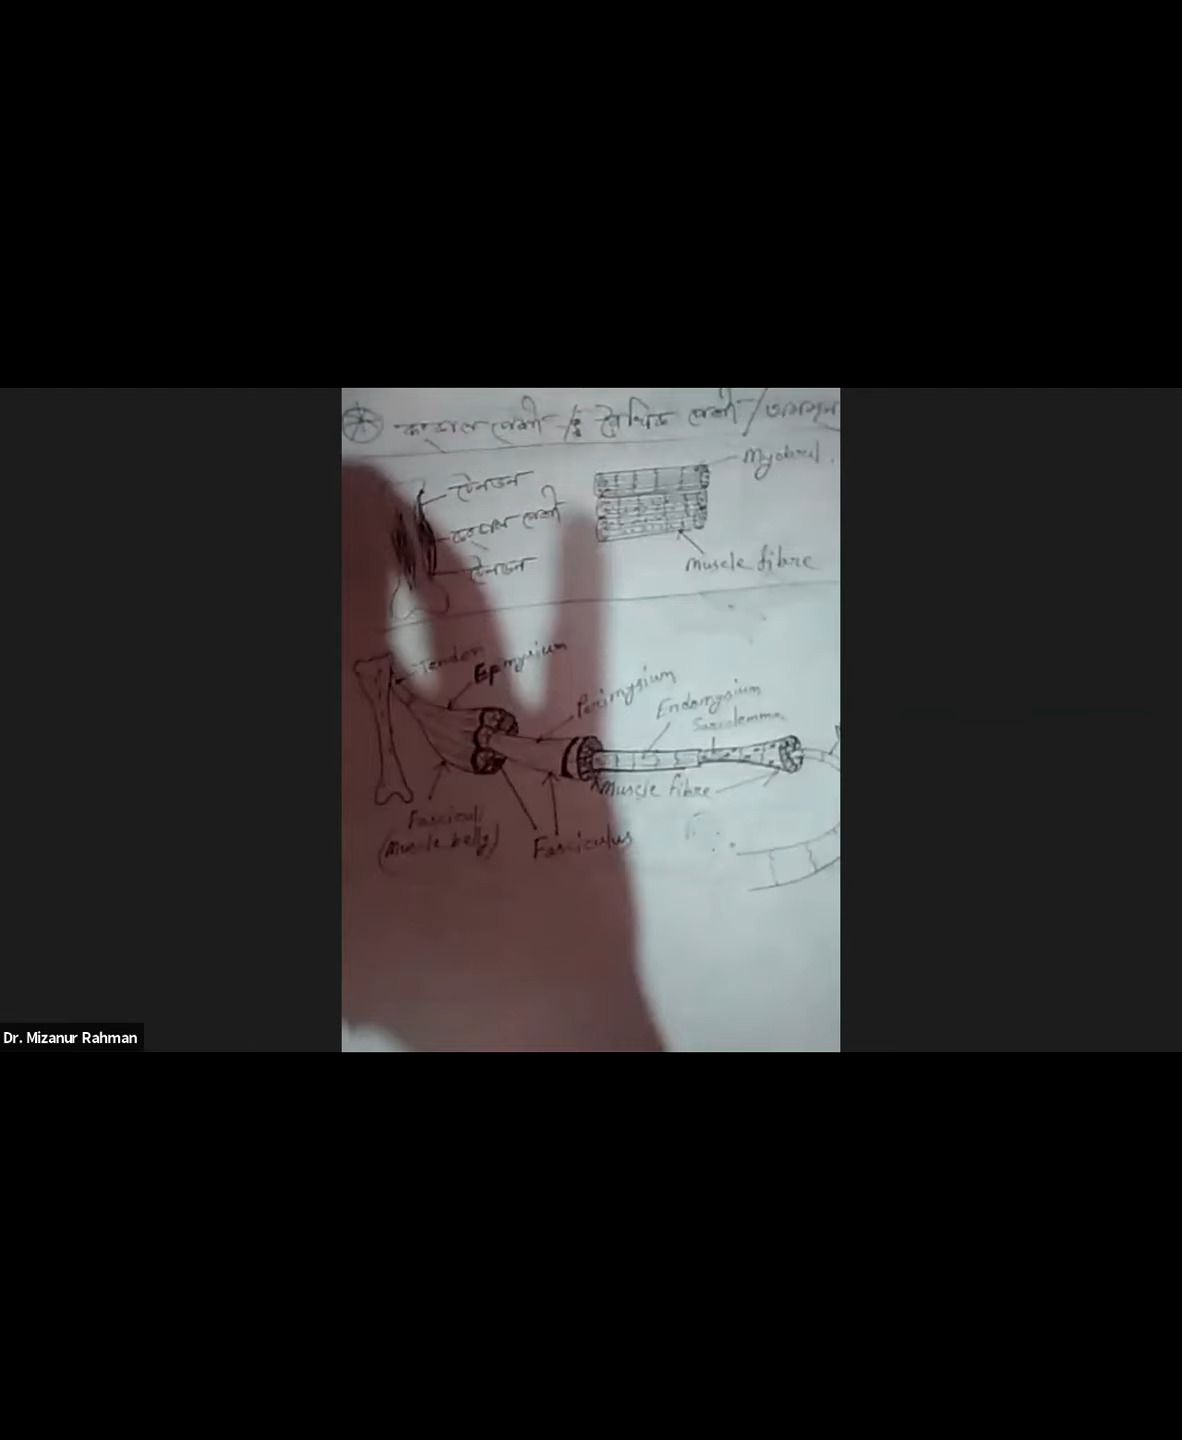 কঙ্কাল পেশী / ঐচ্ছিক পেশী /
টেনডন
কঙ্কাল পেশী
টেনডন
Muscle fibre
Tendon
Epimysium
Perimysium
Endomysium
Sarcolemma
Muscle fibre
Fasciculi
(Muscle belly)
Fasciculus
Dr. Mizanur Rahman